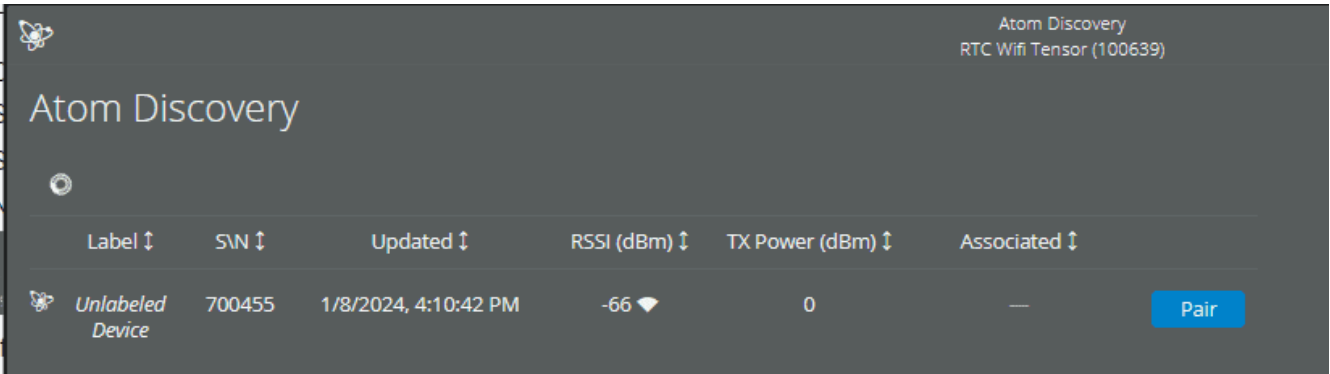 Atom Discovery
RTC Wifi Tensor (100639)
Atom Discovery
Label ↕ S\N ↕ Updated ↕ RSSI (dBm) ↕ TX Power (dBm) ↕ Associated ↕
Unlabeled Device 700455 1/8/2024, 4:10:42 PM -66 0 — Pair